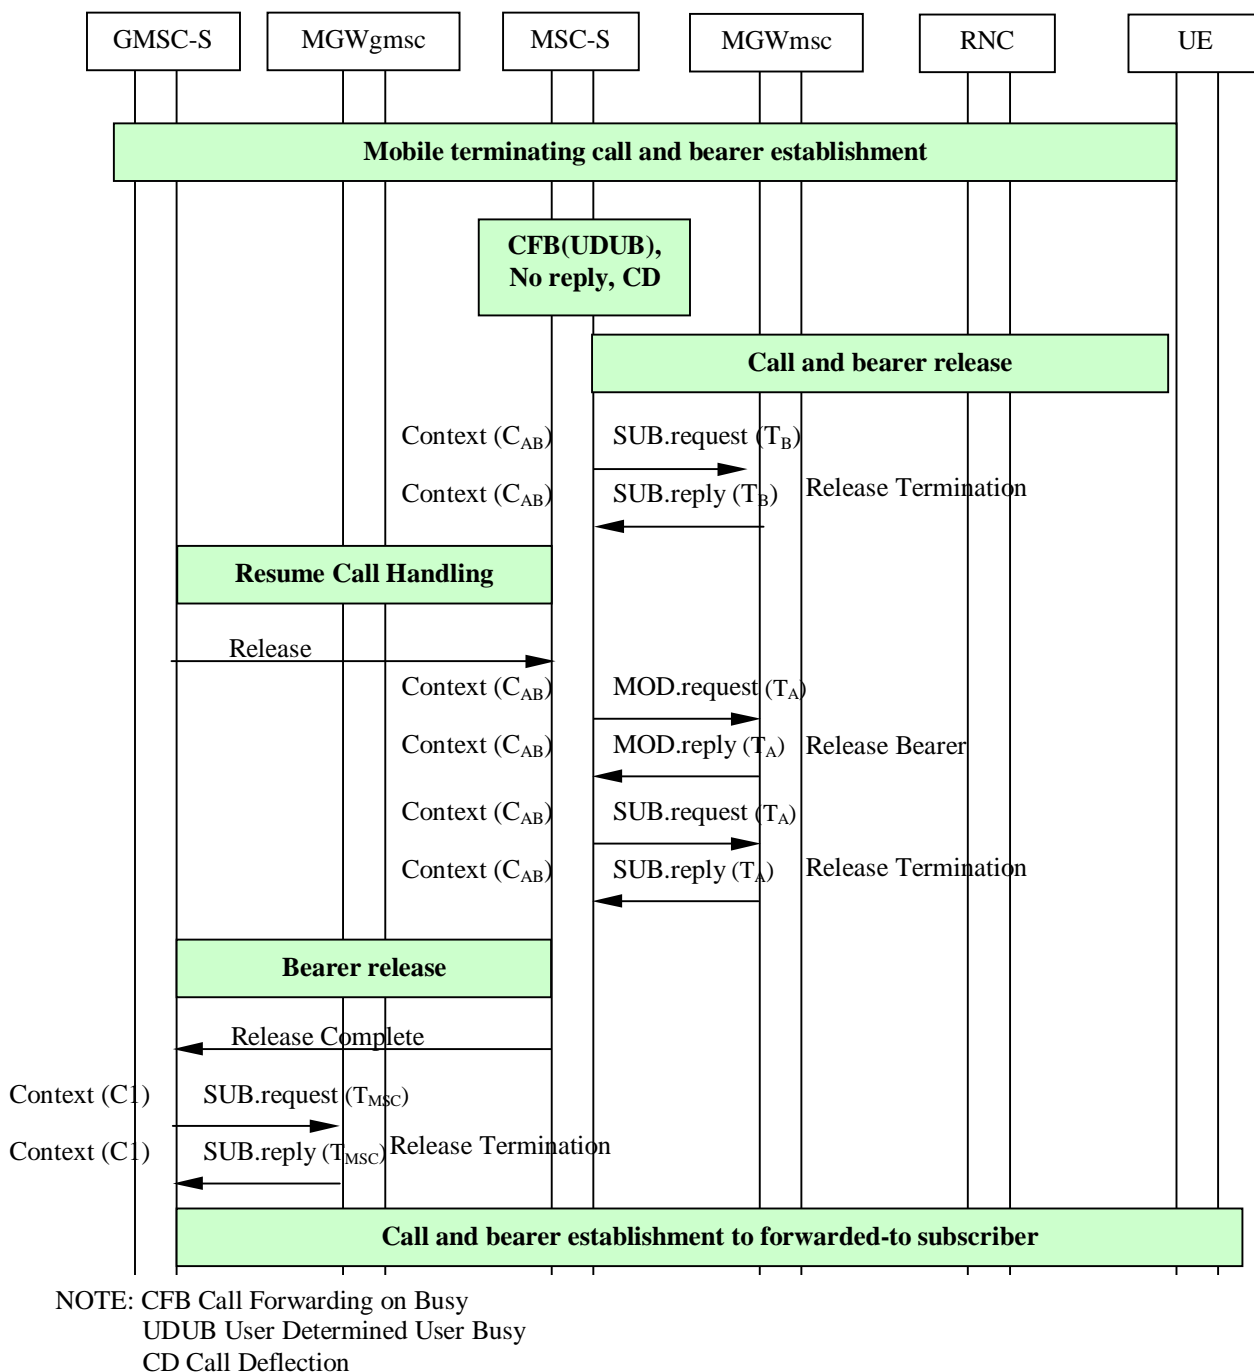 GMSC-S MGWgmsc MSC-S MGWmsc RNC UE
Mobile terminating call and bearer establishment
CFB(UDUB),
No reply, CD
Call and bearer release
Context (CAB) SUB.request (TB)
Context (CAB) SUB.reply (TB) Release Termination
Resume Call Handling
Release
Context (CAB) MOD.request (TA)
Context (CAB) MOD.reply (TA) Release Bearer
Context (CAB) SUB.request (TA)
Context (CAB) SUB.reply (TA) Release Termination
Bearer release
Release Complete
Context (C1) SUB.request (TMSC)
Context (C1) SUB.reply (TMSC) Release Termination
Call and bearer establishment to forwarded-to subscriber
NOTE: CFB Call Forwarding on Busy
UDUB User Determined User Busy
CD Call Deflection